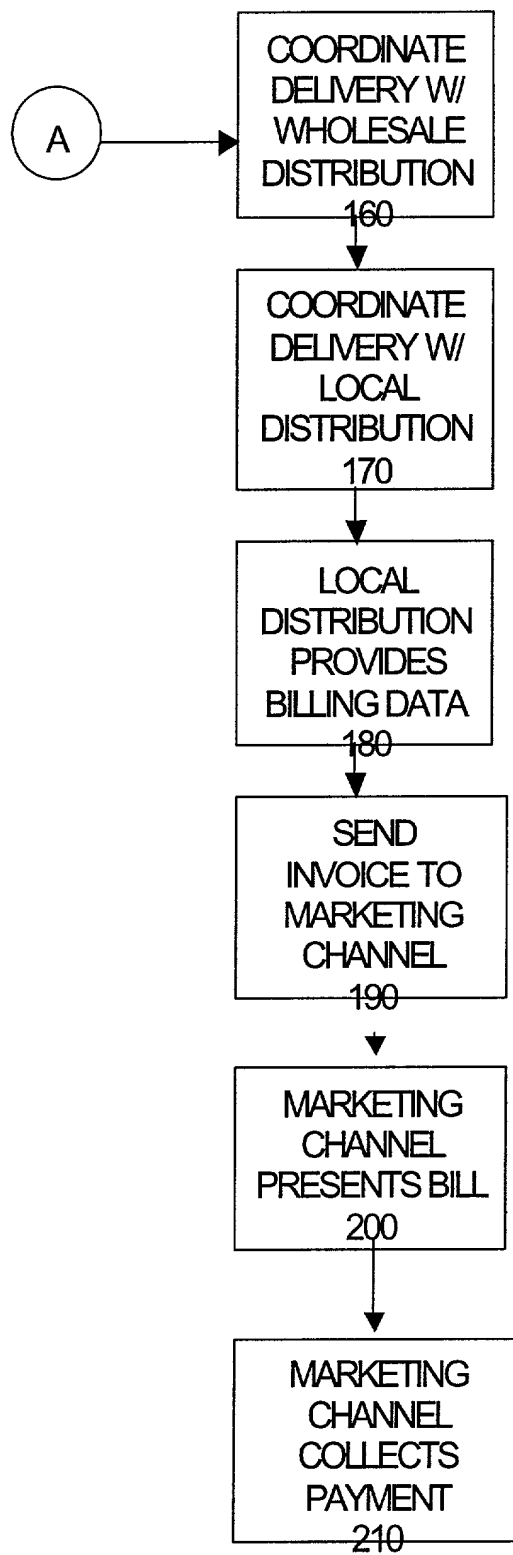 A
COORDINATE
DELIVERY W/
WHOLESALE
DISTRIBUTION
160
COORDINATE
DELIVERY W/
LOCAL
DISTRIBUTION
170
LOCAL
DISTRIBUTION
PROVIDES
BILLING DATA
180
SEND
INVOICE TO
MARKETING
CHANNEL
190
MARKETING
CHANNEL
PRESENTS BILL
200
MARKETING
CHANNEL
COLLECTS
PAYMENT
210